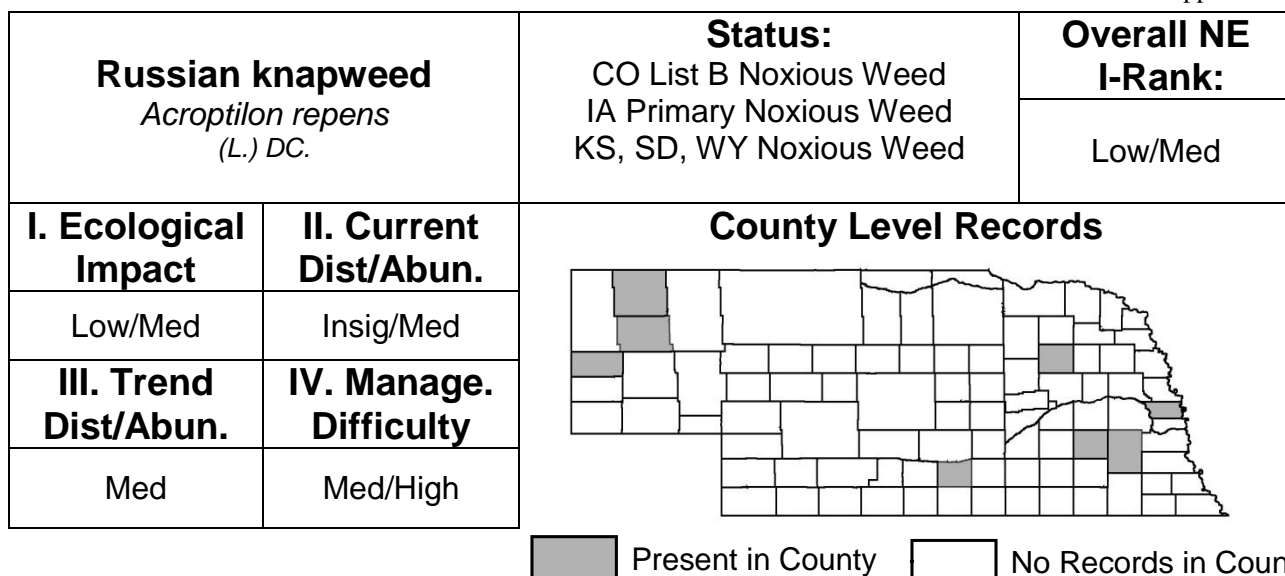 Russian knapweed
Acroptilon repens
(L.) DC.
Status:
CO List B Noxious Weed
IA Primary Noxious Weed
KS, SD, WY Noxious Weed
Overall NE
I-Rank:
Low/Med
I. Ecological
Impact
II. Current
Dist/Abun.
Low/Med
Insig/Med
III. Trend
Dist/Abun.
IV. Manage.
Difficulty
Med
Med/High
County Level Records
Present in County
No Records in Coun